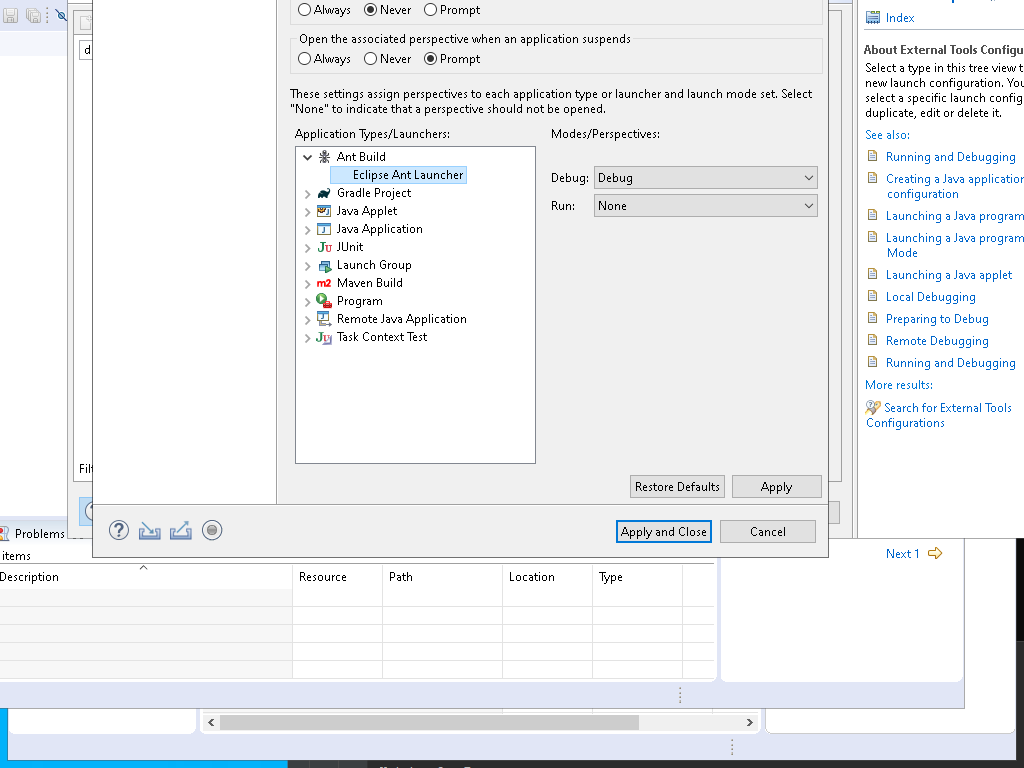 Always Never Prompt
Open the associated perspective when an application suspends
Always Never Prompt
These settings assign perspectives to each application type or launcher and launch mode set. Select
"None" to indicate that a perspective should not be opened.
Application Types/Launchers:
Modes/Perspectives:
Ant Build
Eclipse Ant Launcher
Gradle Project
Java Applet
Java Application
JUnit
Launch Group
Maven Build
Program
Remote Java Application
Task Context Test
Debug: Debug
Run: None
Restore Defaults
Apply
Apply and Close
Cancel
Index
About External Tools Configu
Select a type in this tree view t
new launch configuration. You
select a specific launch config
duplicate, edit or delete it.
See also:
Running and Debugging
Creating a Java application
configuration
Launching a Java program
Launching a Java program
Mode
Launching a Java applet
Local Debugging
Preparing to Debug
Remote Debugging
Running and Debugging
More results:
Search for External Tools
Configurations
Next 1
d
Filt
Problems
items
Description Resource Path Location Type